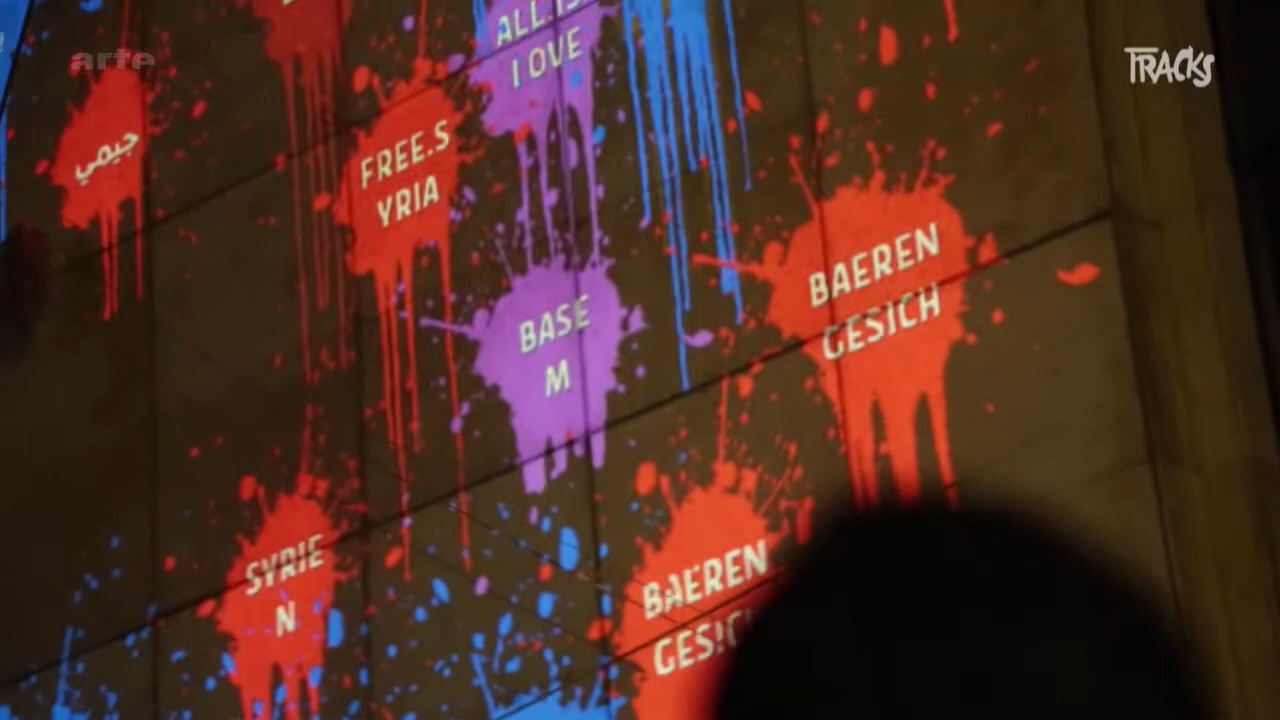 arte
TRACKS
ALL.IS
LOVE
جيمي
FREE.S
YRIA
BAEREN
GESICH
BASE
M
SYRIE
N
BAEREN